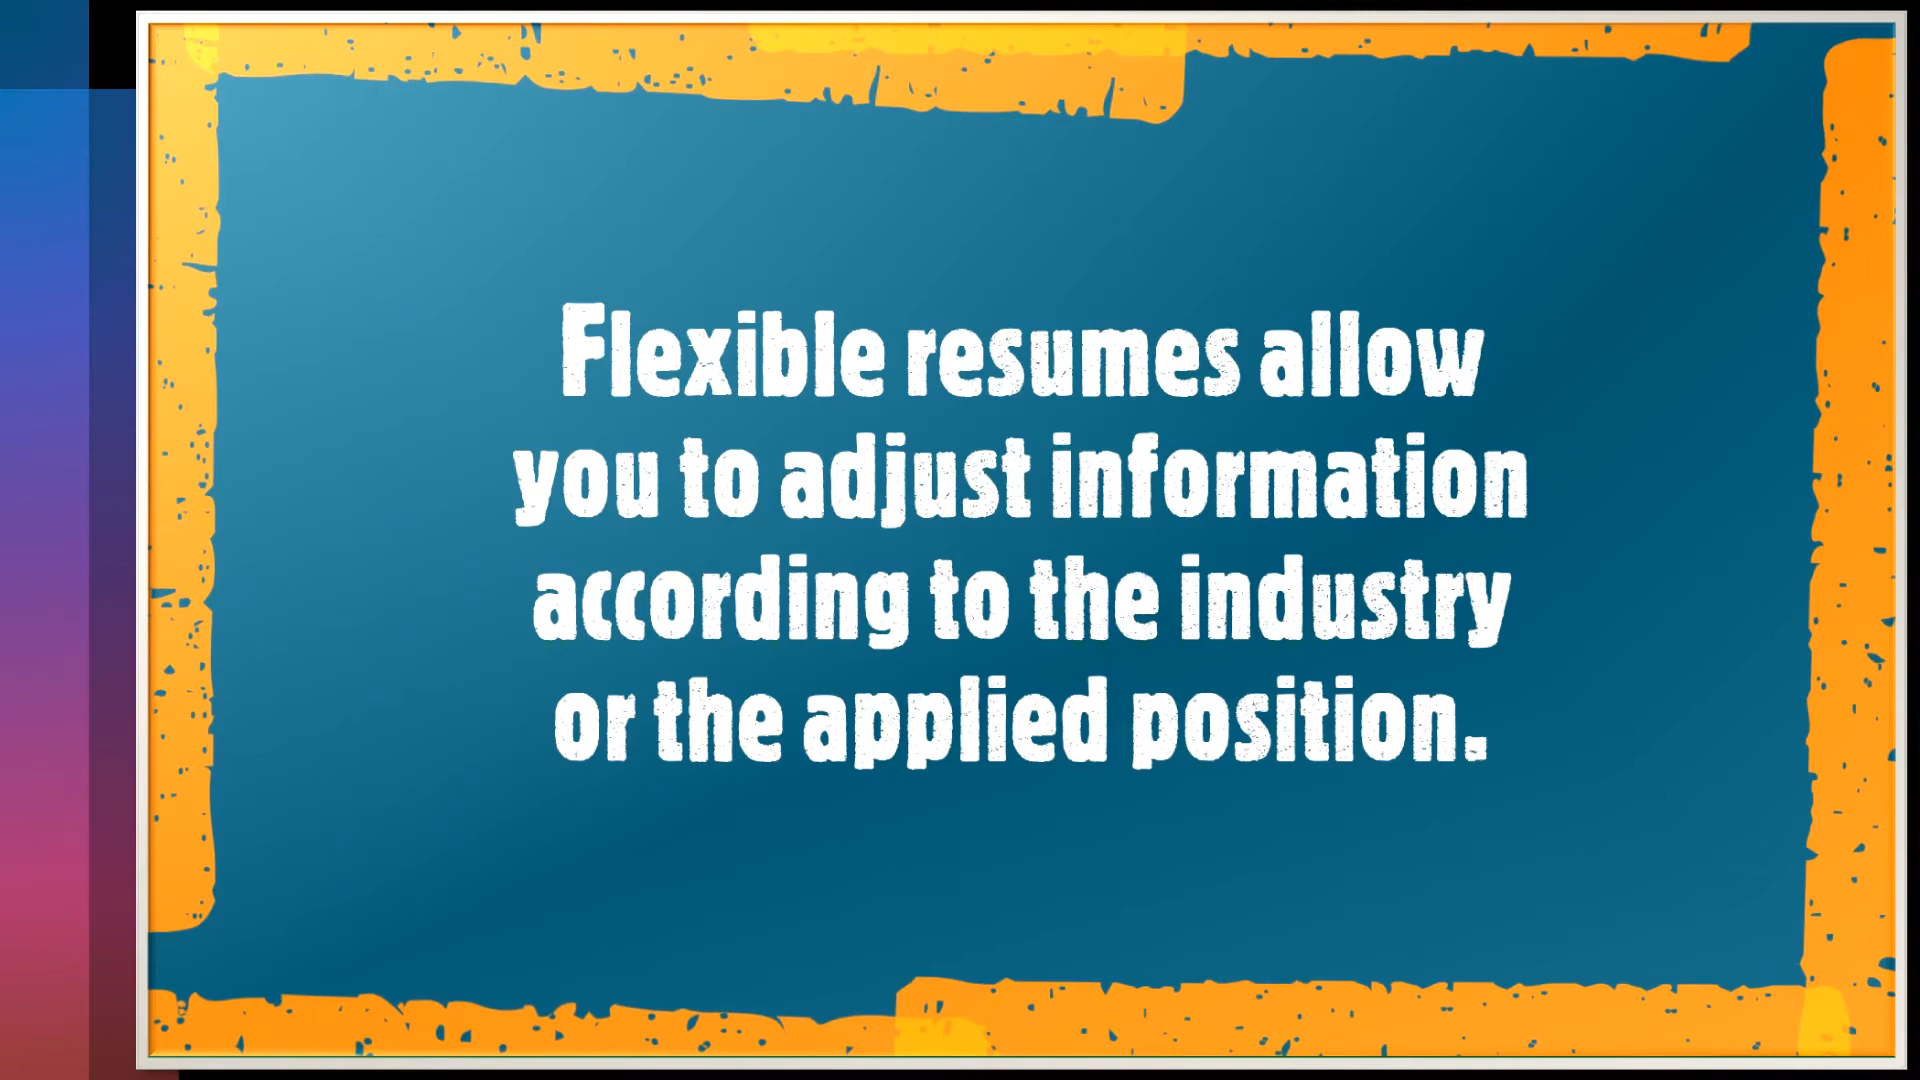 Flexible resumes allow
you to adjust information
according to the industry
or the applied position.